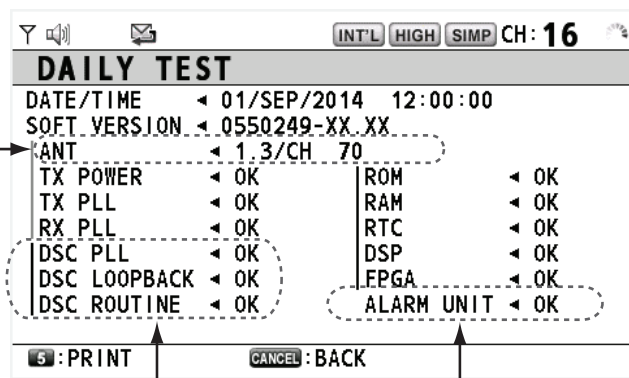 INT'L HIGH SIMP CH: 16
DAILY TEST
DATE/TIME ◄ 01/SEP/2014 12:00:00
SOFT VERSION ◄ 0550249-XX.XX
ANT ◄ 1.3/CH 70
TX POWER ◄ OK ROM ◄ OK
TX PLL ◄ OK RAM ◄ OK
RX PLL ◄ OK RTC ◄ OK
DSC PLL ◄ OK DSP ◄ OK
DSC LOOPBACK ◄ OK FPGA ◄ OK
DSC ROUTINE ◄ OK ALARM UNIT ◄ OK
5 : PRINT CANCEL : BACK